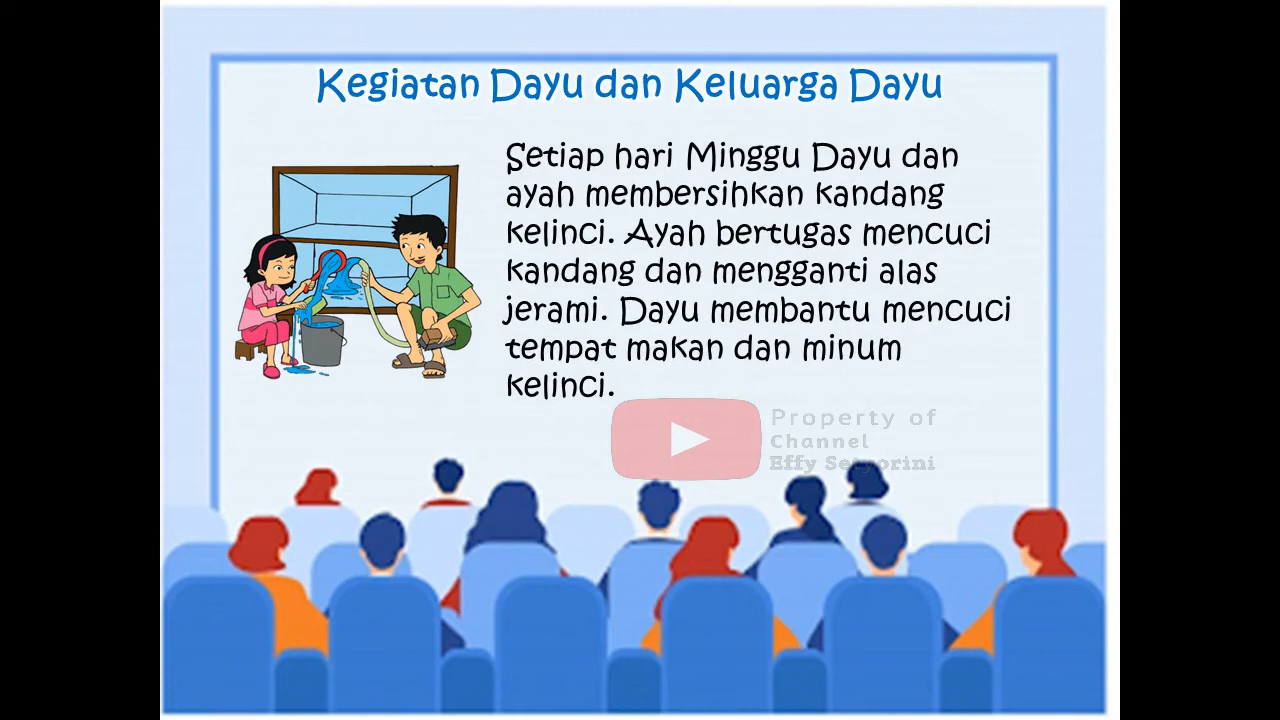 Kegiatan Dayu dan Keluarga Dayu
Setiap hari Minggu Dayu dan
ayah membersihkan kandang
kelinci. Ayah bertugas mencuci
kandang dan mengganti alas
jerami. Dayu membantu mencuci
tempat makan dan minum
kelinci.
Property of
Channel
Effy Setyorini